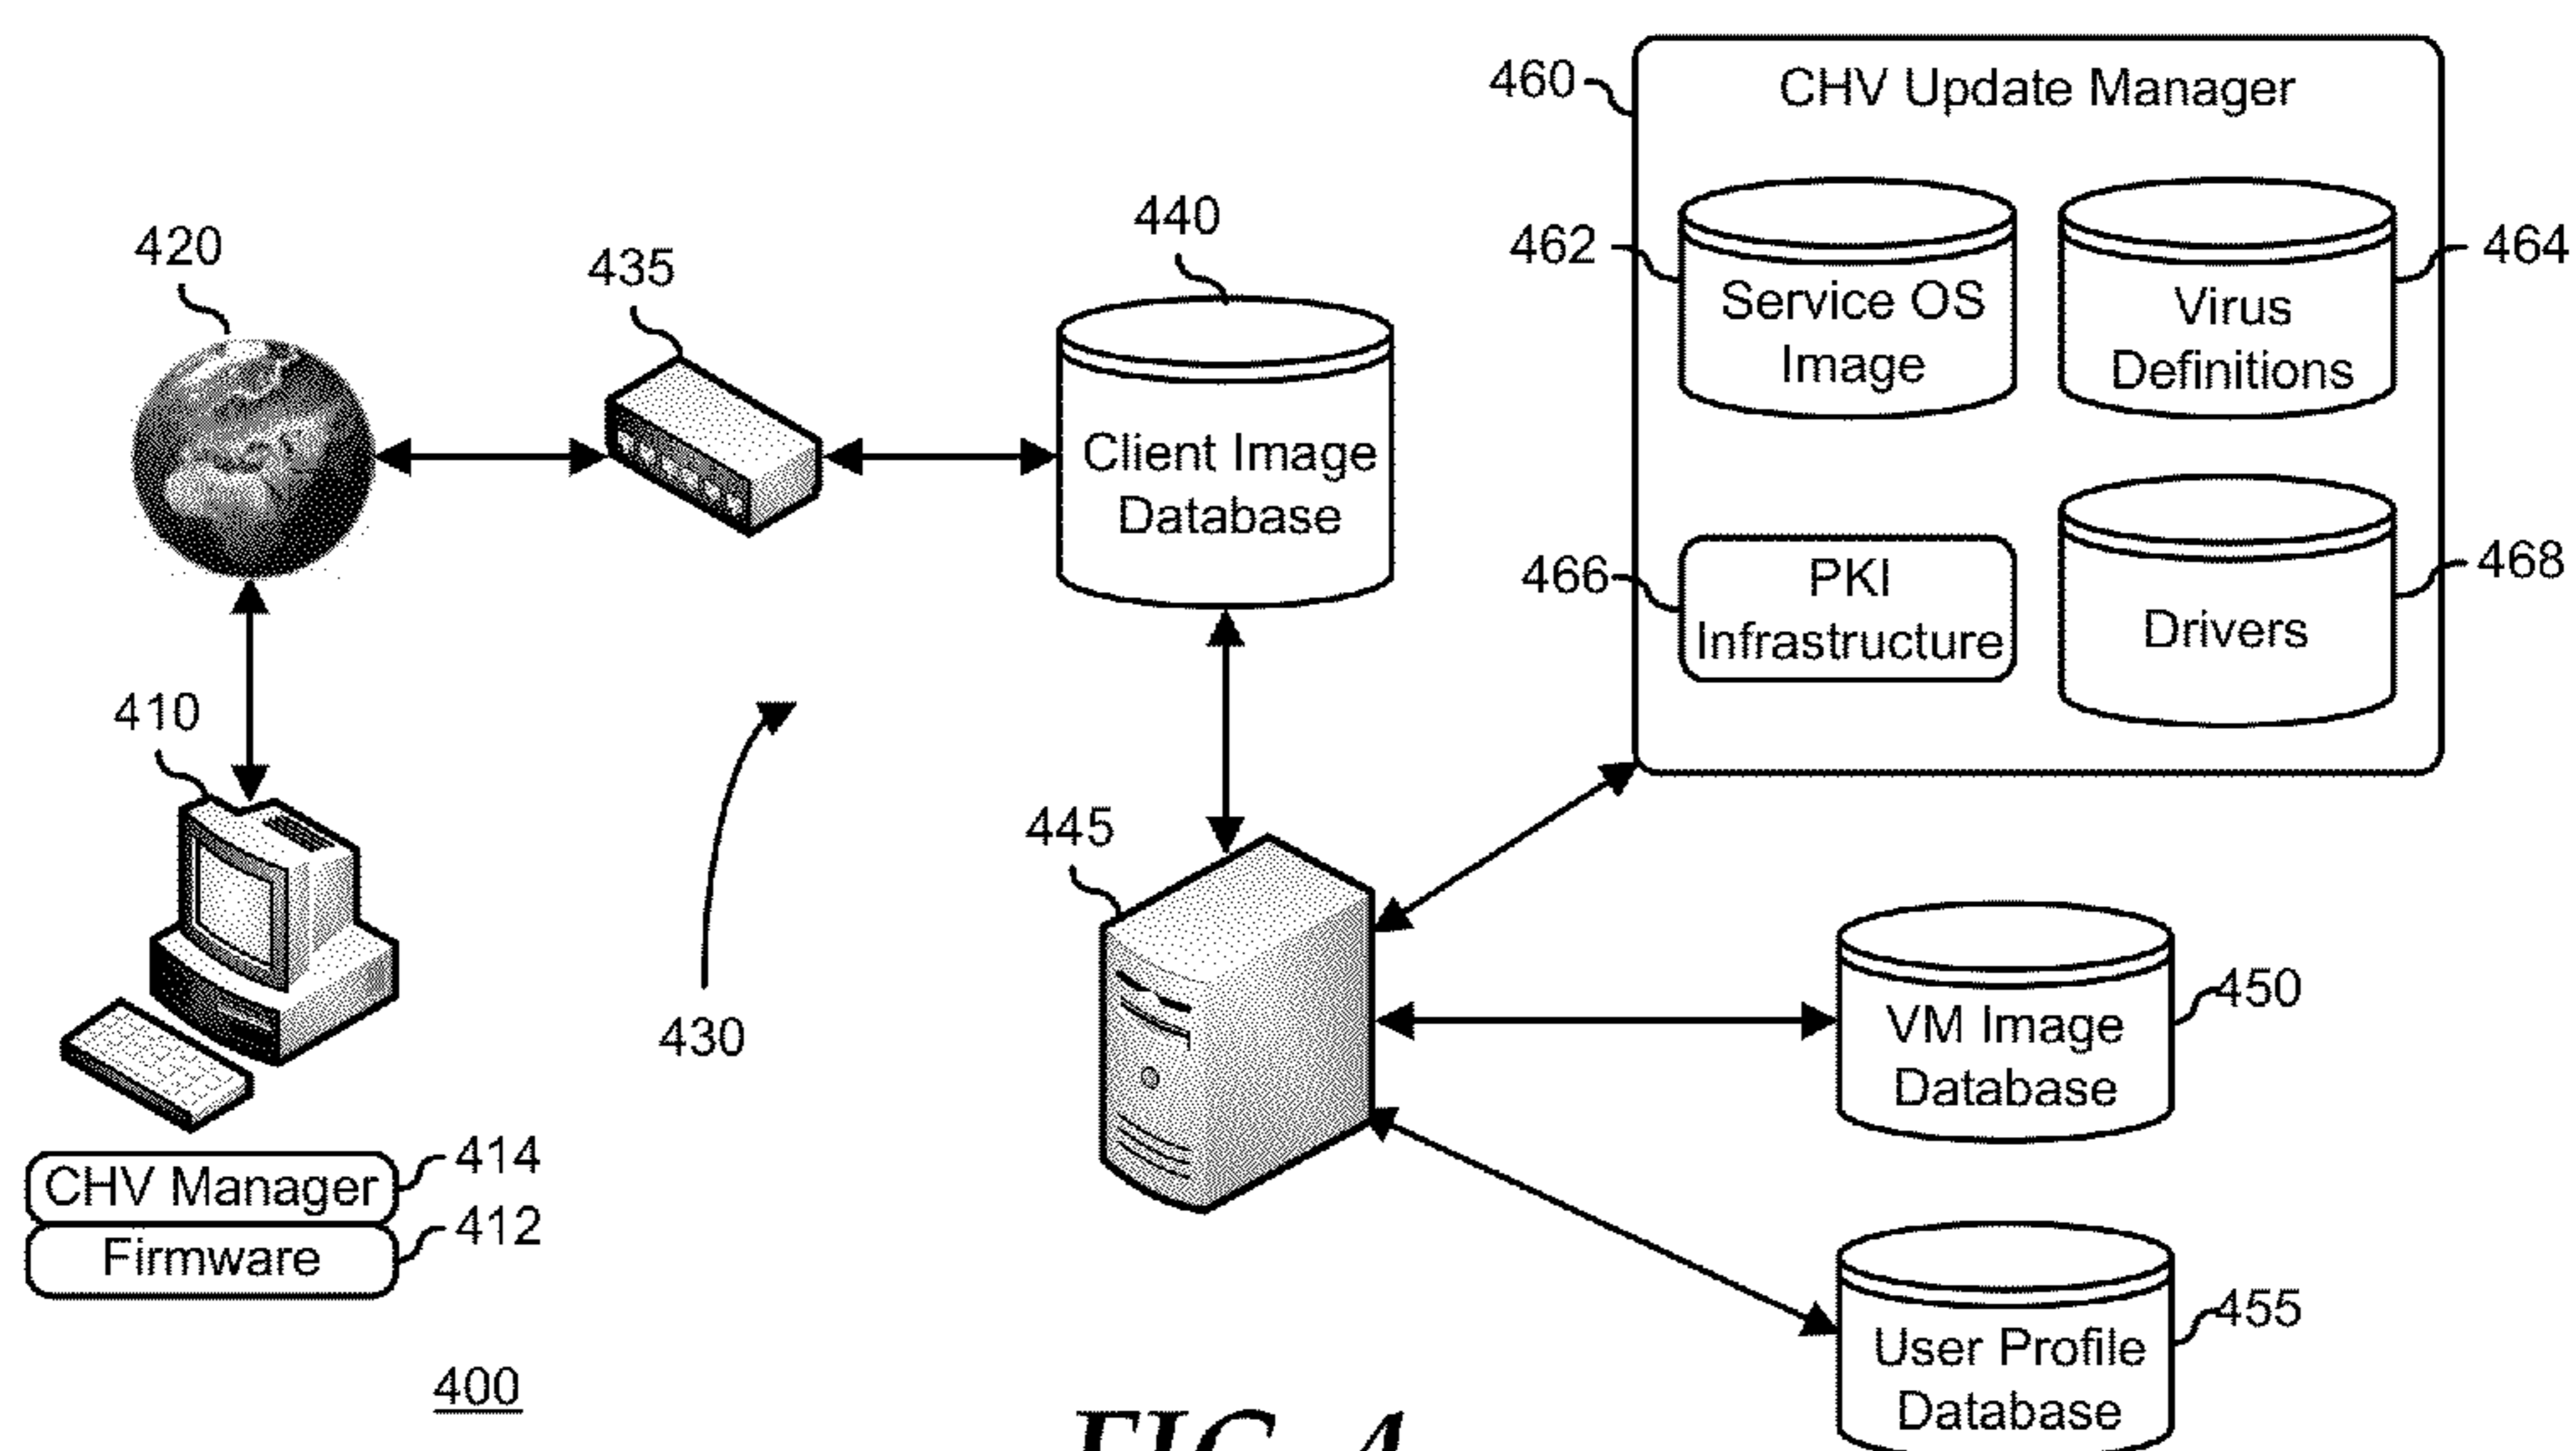 460
CHV Update Manager
462
Service OS
Image
464
Virus
Definitions
466
PKI
Infrastructure
468
Drivers
420
435
440
Client Image
Database
410
430
445
450
VM Image
Database
CHV Manager
414
Firmware
412
455
User Profile
Database
400
FIG. 4